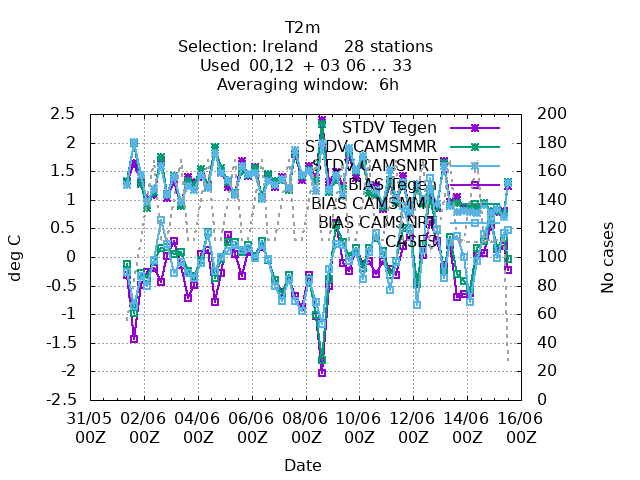 T2m
Selection: Ireland 28 stations
Used 00,12 + 03 06 ... 33
Averaging window: 6h
STDV Tegen
STDV CAMSMMR
STDV CAMSNRT
BIAS Tegen
BIAS CAMSMMR
BIAS CAMSNRT
CASES
2.5
2
1.5
1
0.5
0
-0.5
-1
-1.5
-2
-2.5
deg C
200
180
160
140
120
100
80
60
40
20
0
No cases
31/05 02/06 04/06 06/06 08/06 10/06 12/06 14/06 16/06
00Z 00Z 00Z 00Z 00Z 00Z 00Z 00Z 00Z
Date